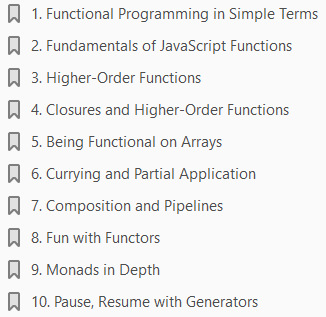 1. Functional Programming in Simple Terms
2. Fundamentals of JavaScript Functions
3. Higher-Order Functions
4. Closures and Higher-Order Functions
5. Being Functional on Arrays
6. Currying and Partial Application
7. Composition and Pipelines
8. Fun with Functors
9. Monads in Depth
10. Pause, Resume with Generators